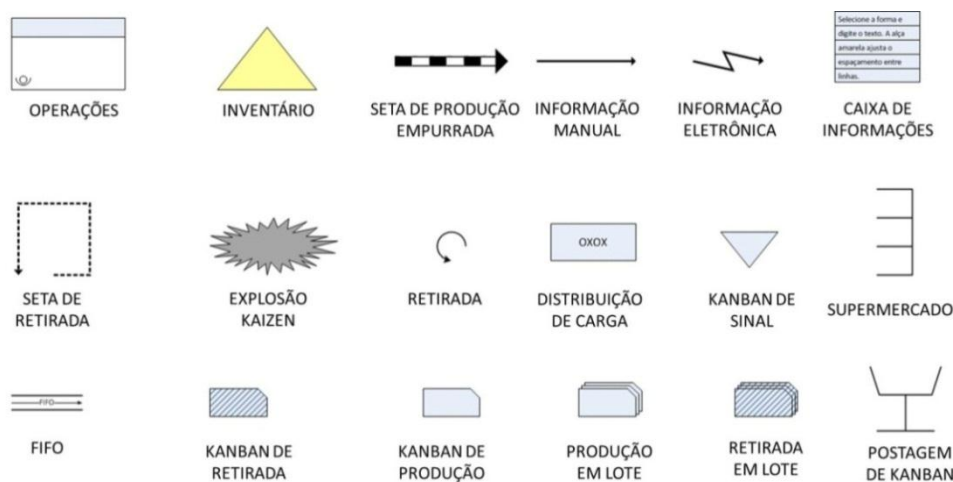 Selecione a forma e
digite o texto. A alça
amarela ajusta o
espaçamento entre
linhas.
OPERAÇÕES
INVENTÁRIO
SETA DE PRODUÇÃO
EMPURRADA
INFORMAÇÃO
MANUAL
INFORMAÇÃO
ELETRÔNICA
CAIXA DE
INFORMAÇÕES
OXOX
SETA DE
RETIRADA
EXPLOSÃO
KAIZEN
RETIRADA
DISTRIBUIÇÃO
DE CARGA
KANBAN DE
SINAL
SUPERMERCADO
FIFO
FIFO
KANBAN DE
RETIRADA
KANBAN DE
PRODUÇÃO
PRODUÇÃO
EM LOTE
RETIRADA
EM LOTE
POSTAGEM
DE KANBAN